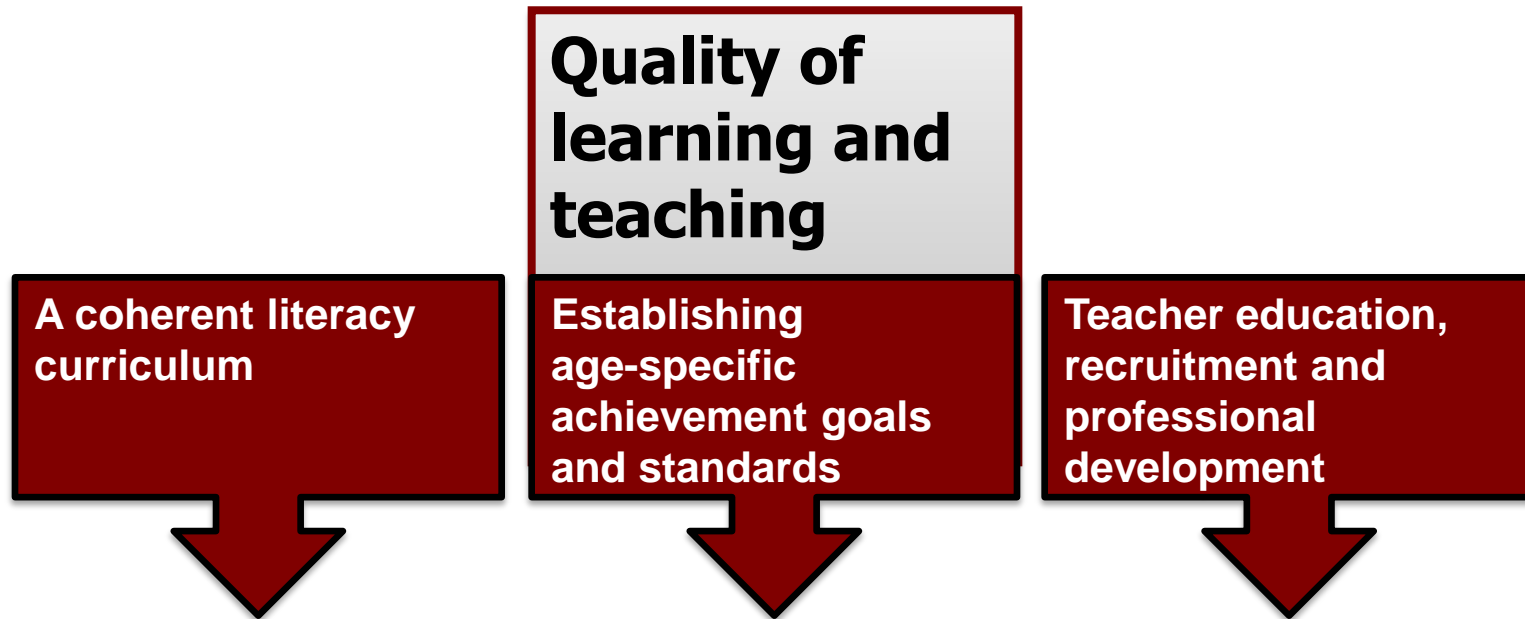 Quality of
learning and
teaching
A coherent literacy
curriculum
Establishing
age-specific
achievement goals
and standards
Teacher education,
recruitment and
professional
development